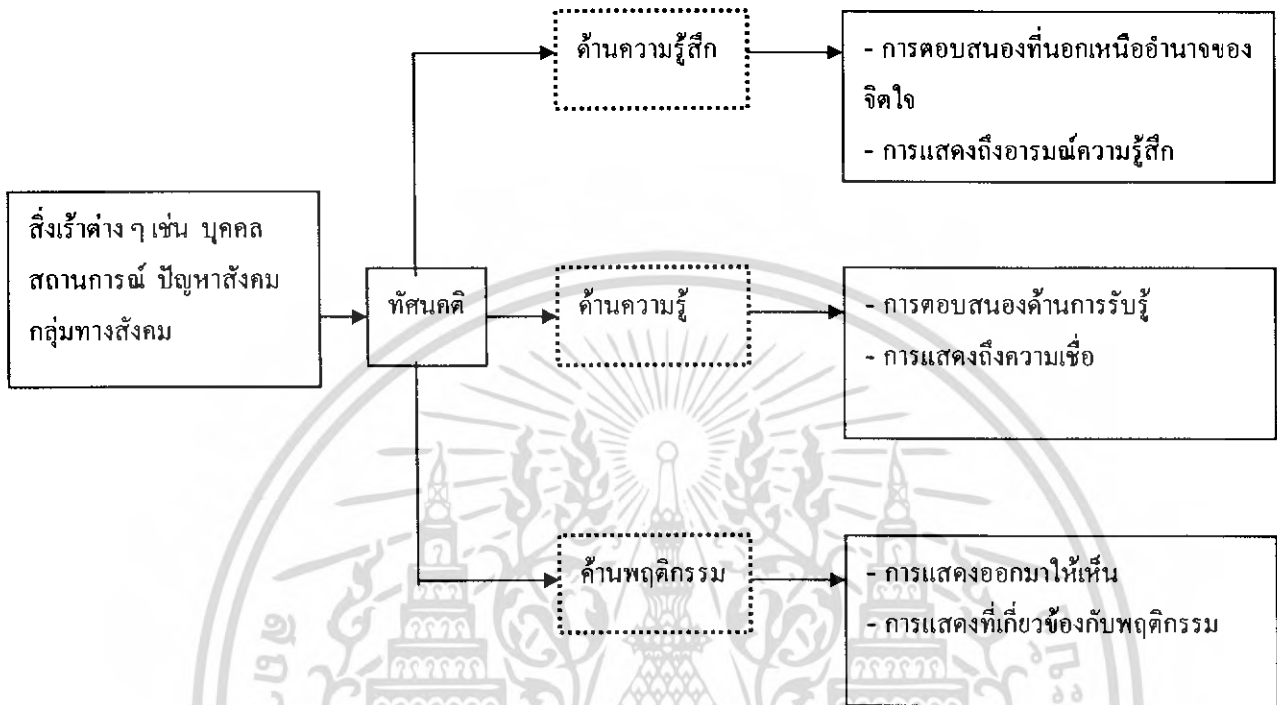 ด้านความรู้สึก
- การตอบสนองที่นอกเหนืออำนาจของ
จิตใจ
- การแสดงถึงอารมณ์ความรู้สึก
สิ่งเร้าต่าง ๆ เช่น บุคคล
สถานการณ์ ปัญหาสังคม
กลุ่มทางสังคม
ทัศนคติ
ด้านความรู้
- การตอบสนองด้านการรับรู้
- การแสดงถึงความเชื่อ
ด้านพฤติกรรม
- การแสดงออกมาให้เห็น
- การแสดงที่เกี่ยวข้องกับพฤติกรรม